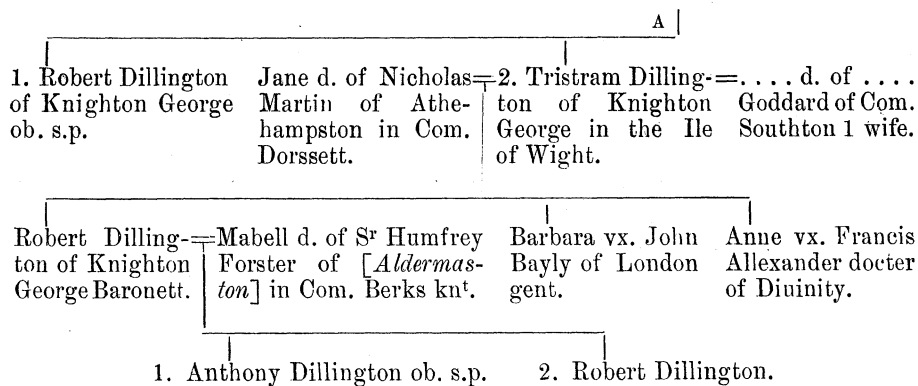 A
1. Robert Dillington
of Knighton George
ob. s.p.
Jane d. of Nicholas
Martin of Athe-
hampston in Com.
Dorssett.
2. Tristram Dilling-
ton of Knighton
George in the Ile
of Wight.
. . . . d. of . . . .
Goddard of Com.
Southton 1 wife.
Robert Dilling-
ton of Knighton
George Baronett.
Mabell d. of Sʳ Humfrey
Forster of [Aldermas-
ton] in Com. Berks knᵗ.
Barbara vx. John
Bayly of London
gent.
Anne vx. Francis
Allexander docter
of Diuinity.
1. Anthony Dillington ob. s.p.
2. Robert Dillington.